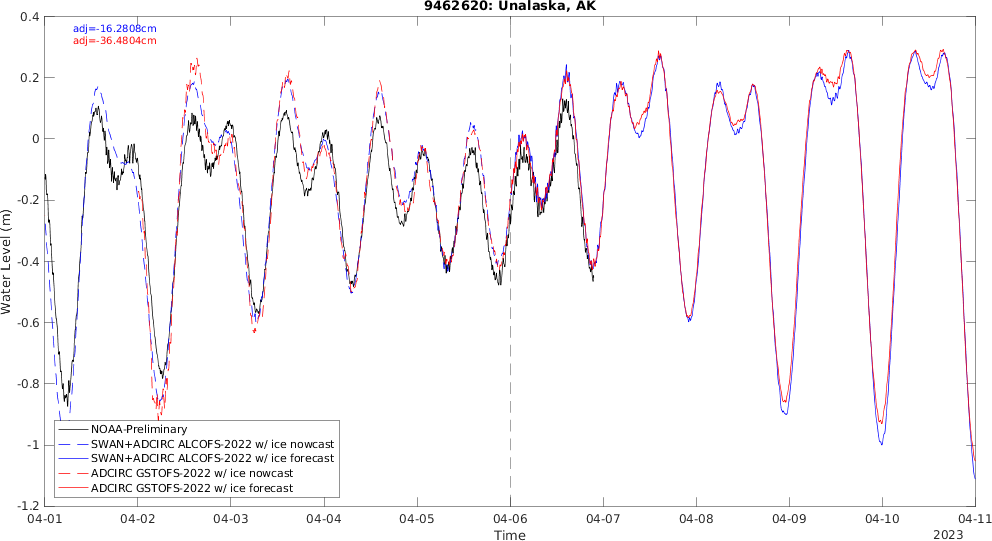 9462620: Unalaska, AK
adj=-16.2808cm
adj=-36.4804cm
0.4
0.2
0
-0.2
-0.4
-0.6
-0.8
-1
-1.2
Water Level (m)
NOAA-Preliminary
SWAN+ADCIRC ALCOFS-2022 w/ ice nowcast
SWAN+ADCIRC ALCOFS-2022 w/ ice forecast
ADCIRC GSTOFS-2022 w/ ice nowcast
ADCIRC GSTOFS-2022 w/ ice forecast
04-01 04-02 04-03 04-04 04-05 04-06 04-07 04-08 04-09 04-10 04-11
Time
2023